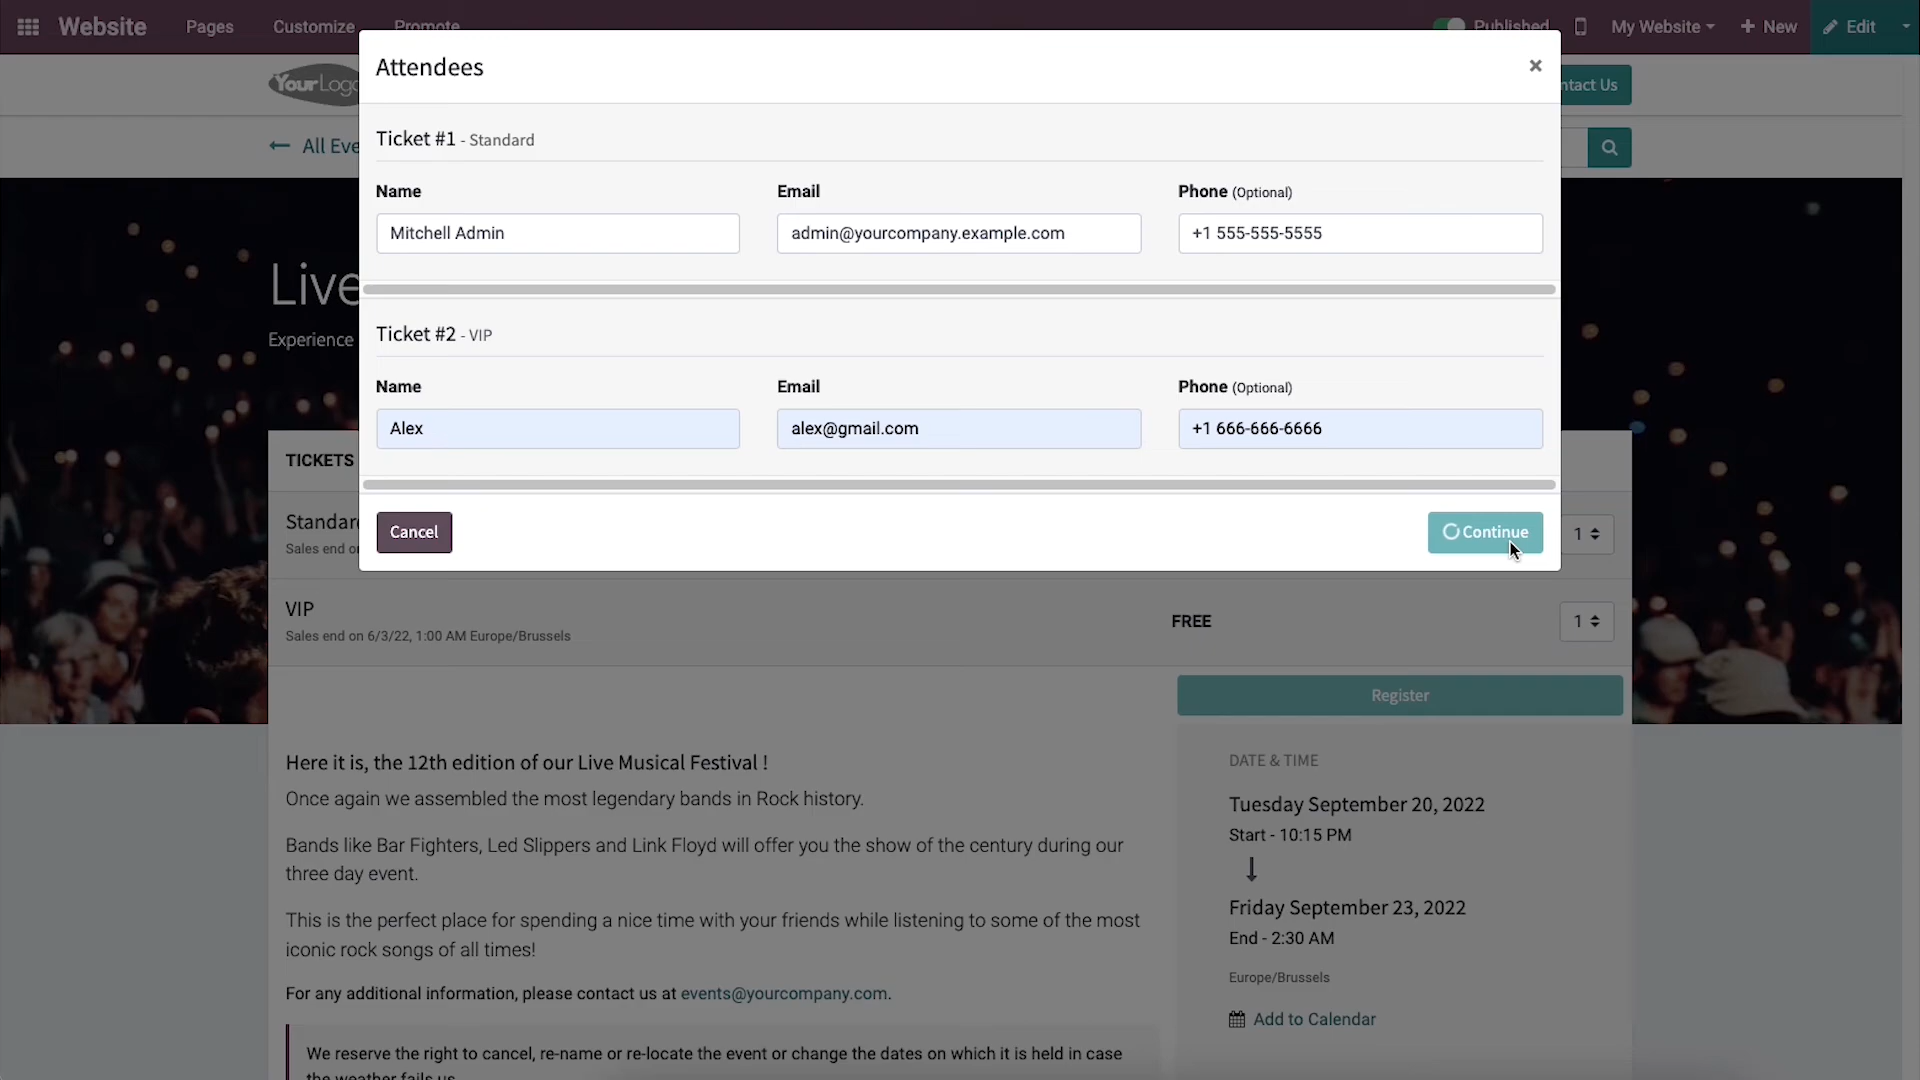 Website
Pages
Customize
Promote
Published
My Website
+ New
Edit
Attendees
×
YourLogo
ntact Us
All Eve
Ticket #1 - Standard
Name
Email
Phone (Optional)
Mitchell Admin
admin@yourcompany.example.com
+1 555-555-5555
Live
Experience
Ticket #2 - VIP
Name
Email
Phone (Optional)
Alex
alex@gmail.com
+1 666-666-6666
TICKETS
Cancel
Continue
Standard
1
Sales end on
VIP
FREE
1
Sales end on 6/3/22, 1:00 AM Europe/Brussels
Register
Here it is, the 12th edition of our Live Musical Festival !
Once again we assembled the most legendary bands in Rock history.
Bands like Bar Fighters, Led Slippers and Link Floyd will offer you the show of the century during our
three day event.
This is the perfect place for spending a nice time with your friends while listening to some of the most
iconic rock songs of all times!
For any additional information, please contact us at events@yourcompany.com.
We reserve the right to cancel, re-name or re-locate the event or change the dates on which it is held in case
the weather fails us
DATE & TIME
Tuesday September 20, 2022
Start - 10:15 PM
Friday September 23, 2022
End - 2:30 AM
Europe/Brussels
Add to Calendar